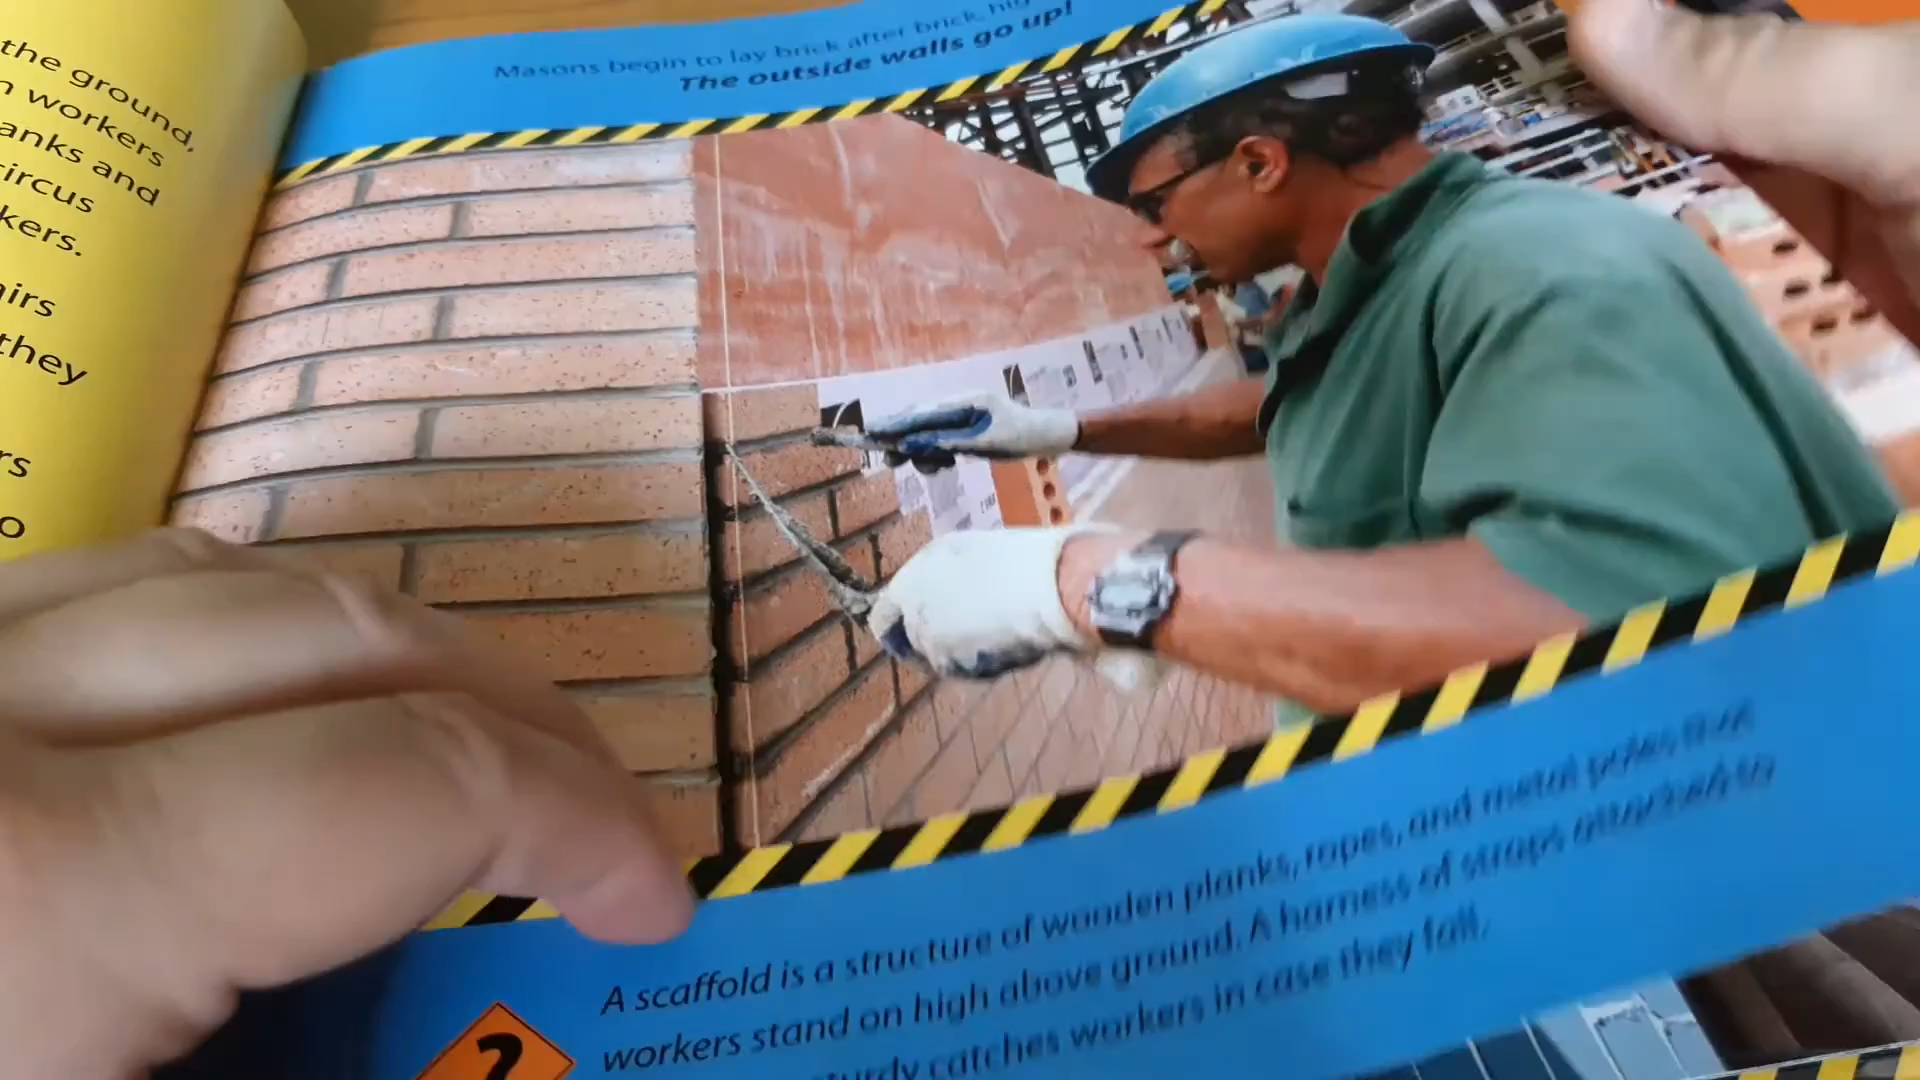 the ground,
workers
anks and
circus
kers.
airs
they
rs
o
Masons begin to lay brick after brick,
The outside walls go up!
A scaffold is a structure of wooden planks, ropes, and metal poles that
workers stand on high above ground. A harness of straps attached to
sturdy catches workers in case they fall.
?